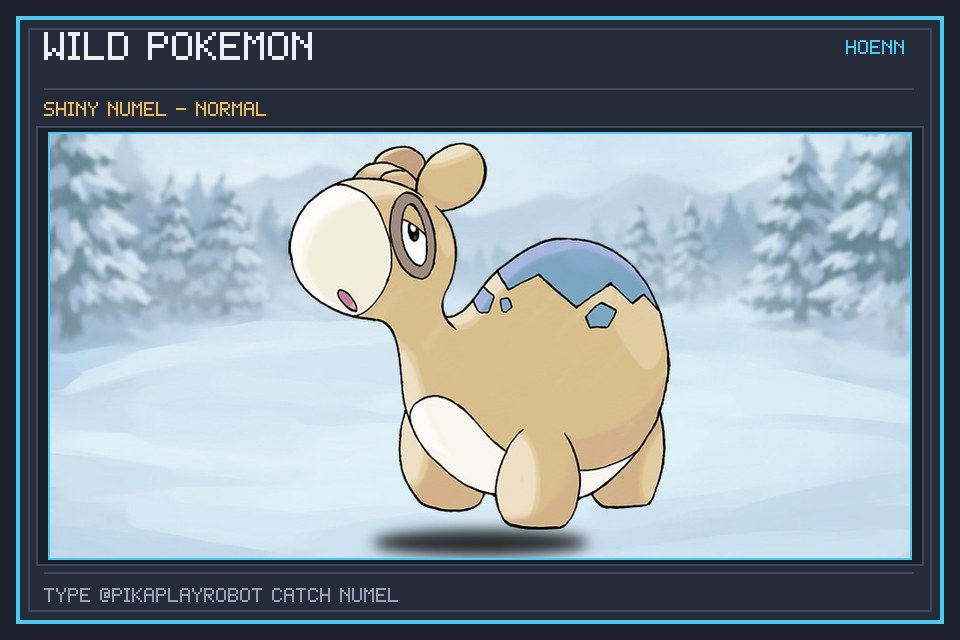 WILD POKEMON
HOENN
SHINY NUMEL - NORMAL
TYPE @PIKAPLAYROBOT CATCH NUMEL